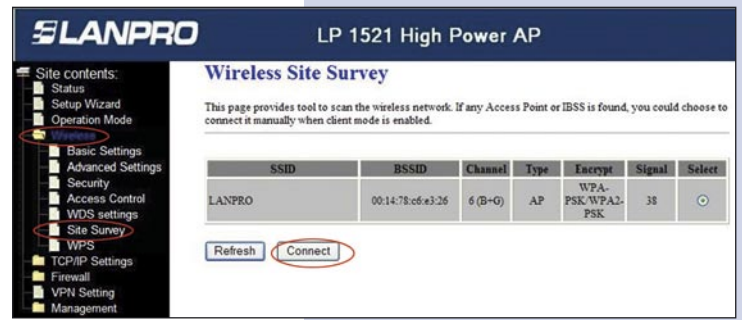 LANPRO
LP 1521 High Power AP
Site contents:
Status
Setup Wizard
Operation Mode
Wireless
Basic Settings
Advanced Settings
Security
Access Control
WDS settings
Site Survey
WPS
TCP/IP Settings
Firewall
VPN Setting
Management
Wireless Site Survey
This page provides tool to scan the wireless network. If any Access Point or IBSS is found, you could choose to
connect it manually when client mode is enabled.
SSID BSSID Channel Type Encrypt Signal Select
LANPRO 00:14:78:c6:e3:26 6 (B+G) AP WPA-PSK/WPA2-PSK 38
Refresh Connect